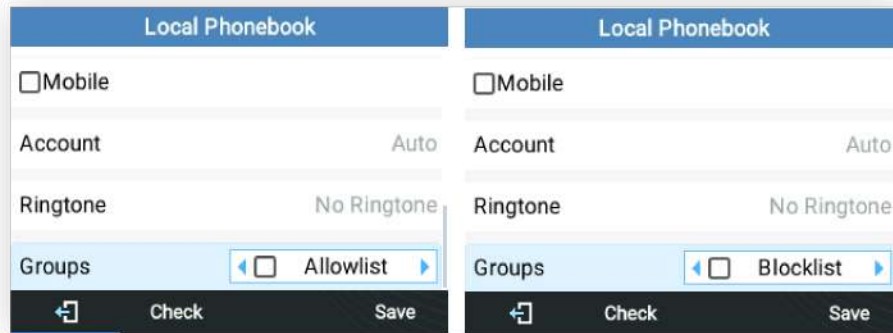 Local Phonebook
Mobile
Account Auto
Ringtone No Ringtone
Groups Allowlist
Check Save
Local Phonebook
Mobile
Account Auto
Ringtone No Ringtone
Groups Blocklist
Check Save